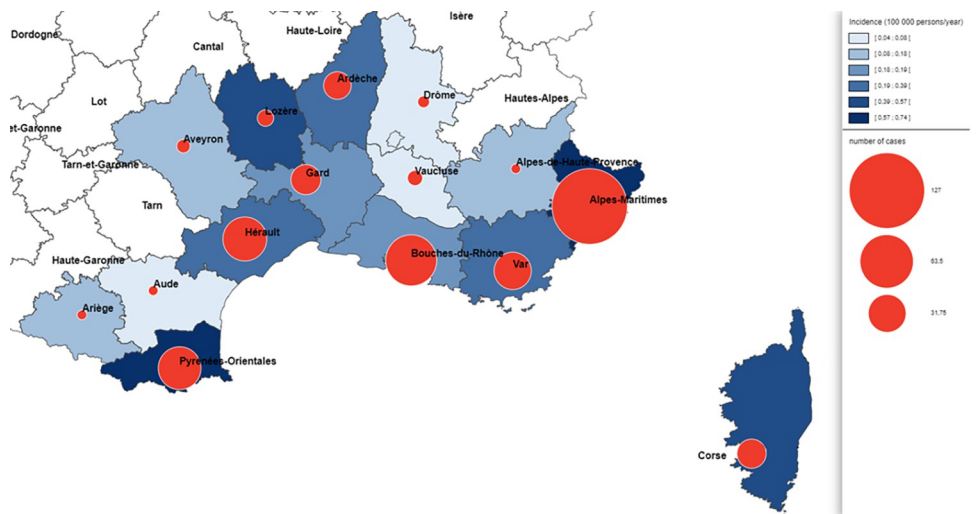 Isère
Dordogne
Haute-Loire
Cantal
Ardèche
Drôme
Hautes-Alpes
Lot
Lozère
et-Garonne
Aveyron
Tarn-et-Garonne
Gard
Vaucluse
Alpes-de-Haute-Provence
Alpes-Maritimes
Tarn
Hérault
Bouches-du-Rhône
Var
Haute-Garonne
Aude
Ariège
Pyrenées-Orientales
Corse
Incidence (100 000 persons/year)
[ 0,04 ; 0,08 [
[ 0,08 ; 0,18 [
[ 0,18 ; 0,19 [
[ 0,19 ; 0,39 [
[ 0,39 ; 0,57 [
[ 0,57 ; 0,74 [
number of cases
127
63.5
31.75